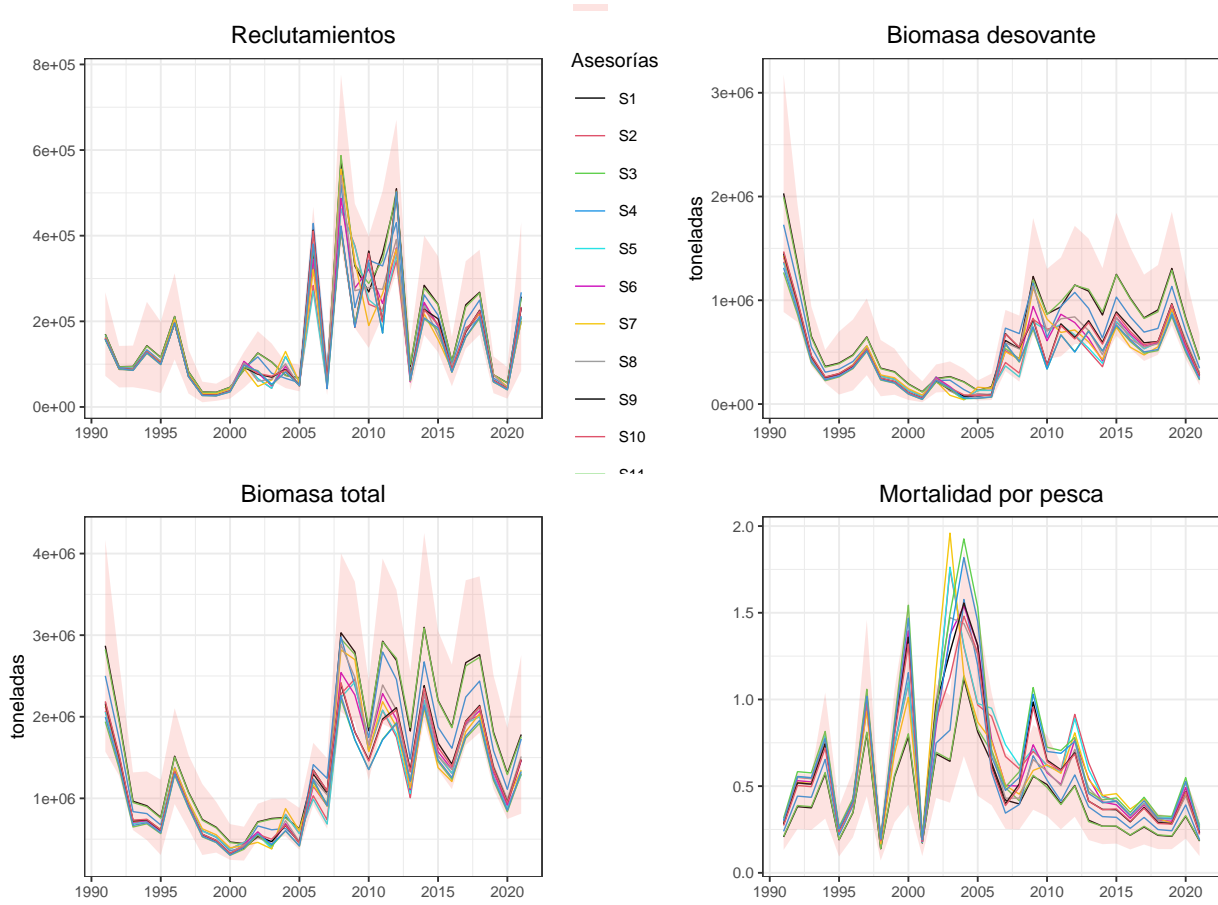 Reclutamientos
8e+05
6e+05
4e+05
2e+05
0e+00
1990 1995 2000 2005 2010 2015 2020
Asesorías
S1
S2
S3
S4
S5
S6
S7
S8
S9
S10
S11
Biomasa desovante
toneladas
3e+06
2e+06
1e+06
0e+00
1990 1995 2000 2005 2010 2015 2020
Biomasa total
toneladas
4e+06
3e+06
2e+06
1e+06
1990 1995 2000 2005 2010 2015 2020
Mortalidad por pesca
2.0
1.5
1.0
0.5
0.0
1990 1995 2000 2005 2010 2015 2020